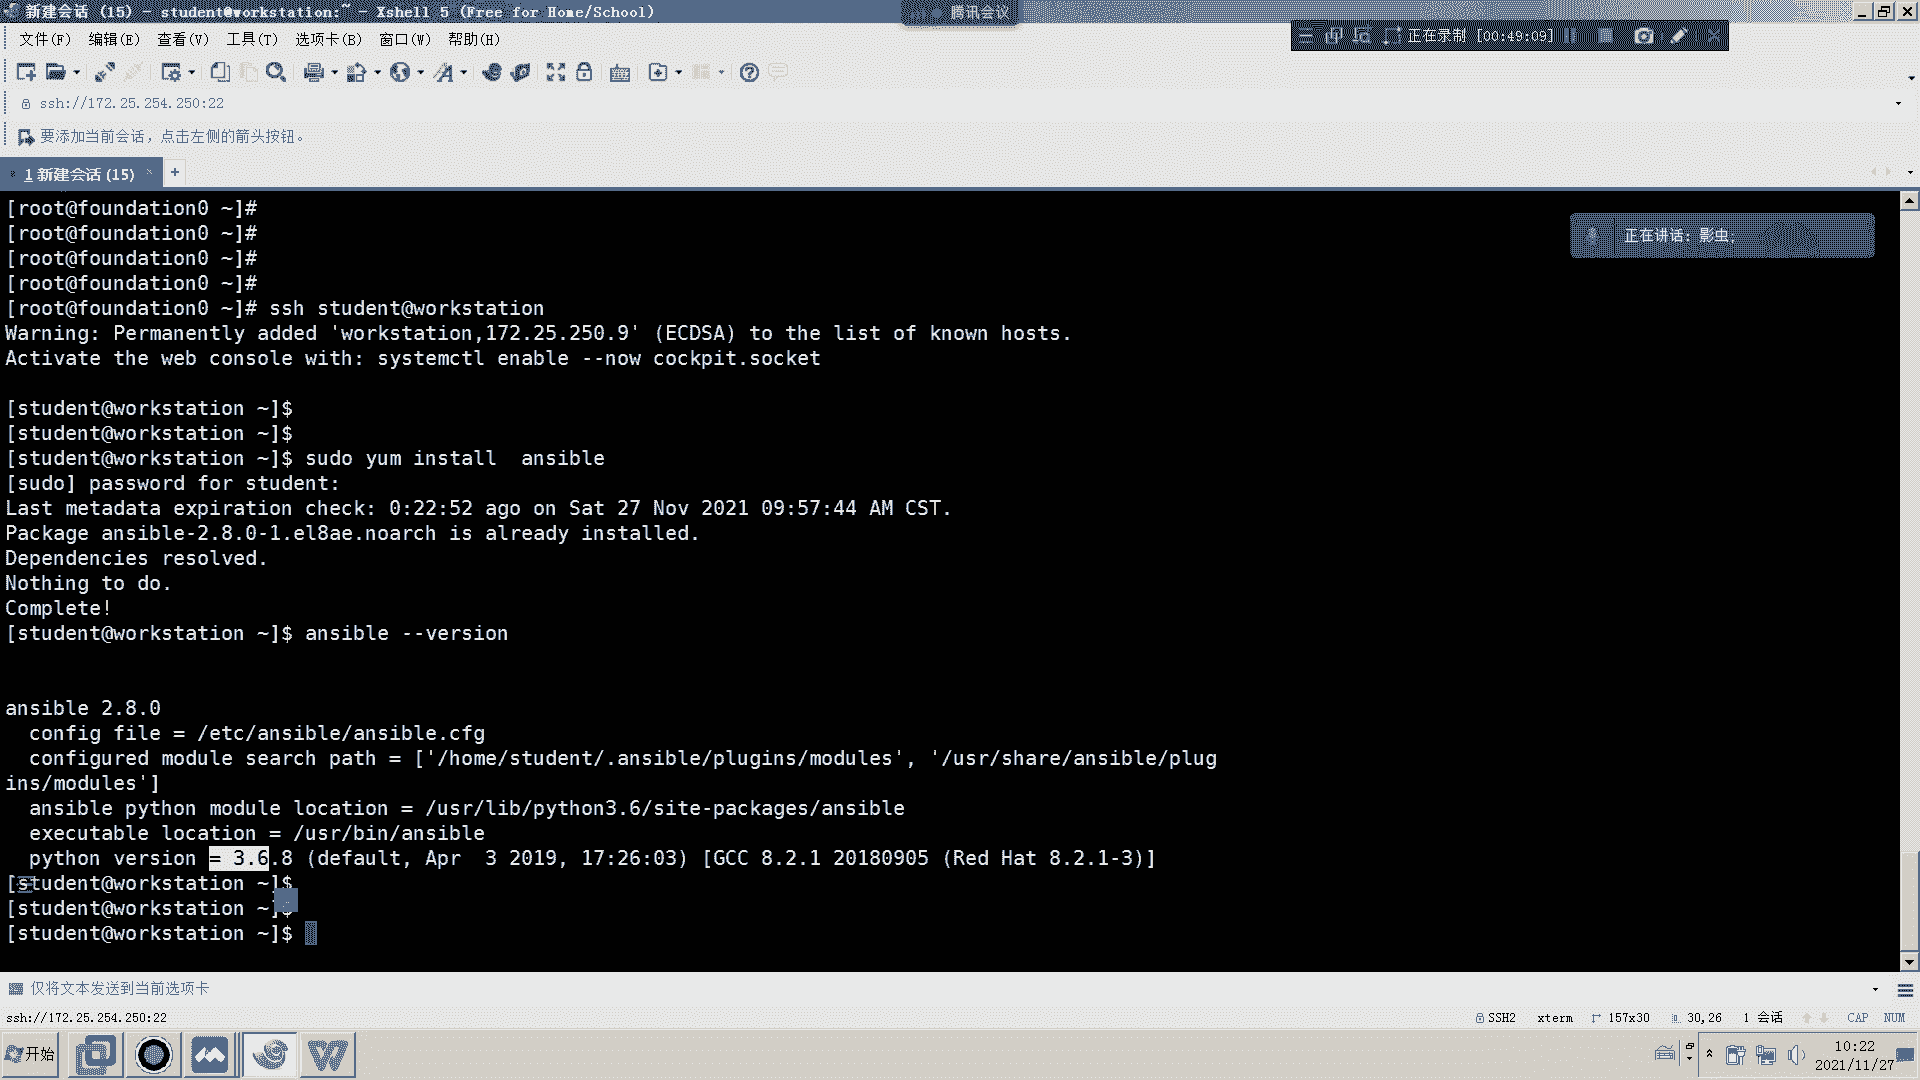 新建会话 (15) - student@workstation:~ - Xshell 5 (Free for Home/School)
腾讯会议
文件(F) 编辑(E) 查看(V) 工具(T) 选项卡(B) 窗口(W) 帮助(H)
正在录制 [00:49:09]
ssh://172.25.254.250:22
要添加当前会话，点击左侧的箭头按钮。
1 新建会话 (15) × +
[root@foundation0 ~]#
[root@foundation0 ~]#
正在讲话: 影虫;
[root@foundation0 ~]#
[root@foundation0 ~]#
[root@foundation0 ~]# ssh student@workstation
Warning: Permanently added 'workstation,172.25.250.9' (ECDSA) to the list of known hosts.
Activate the web console with: systemctl enable --now cockpit.socket
[student@workstation ~]$
[student@workstation ~]$
[student@workstation ~]$ sudo yum install  ansible
[sudo] password for student:
Last metadata expiration check: 0:22:52 ago on Sat 27 Nov 2021 09:57:44 AM CST.
Package ansible-2.8.0-1.el8ae.noarch is already installed.
Dependencies resolved.
Nothing to do.
Complete!
[student@workstation ~]$ ansible --version
ansible 2.8.0
config file = /etc/ansible/ansible.cfg
configured module search path = ['/home/student/.ansible/plugins/modules', '/usr/share/ansible/plug
ins/modules']
ansible python module location = /usr/lib/python3.6/site-packages/ansible
executable location = /usr/bin/ansible
python version = 3.6.8 (default, Apr  3 2019, 17:26:03) [GCC 8.2.1 20180905 (Red Hat 8.2.1-3)]
[student@workstation ~]$
[student@workstation ~]$
[student@workstation ~]$
仅将文本发送到当前选项卡
ssh://172.25.254.250:22 SSH2 xterm 157x30 30,26 1 会话 CAP NUM
开始 10:22
2021/11/27